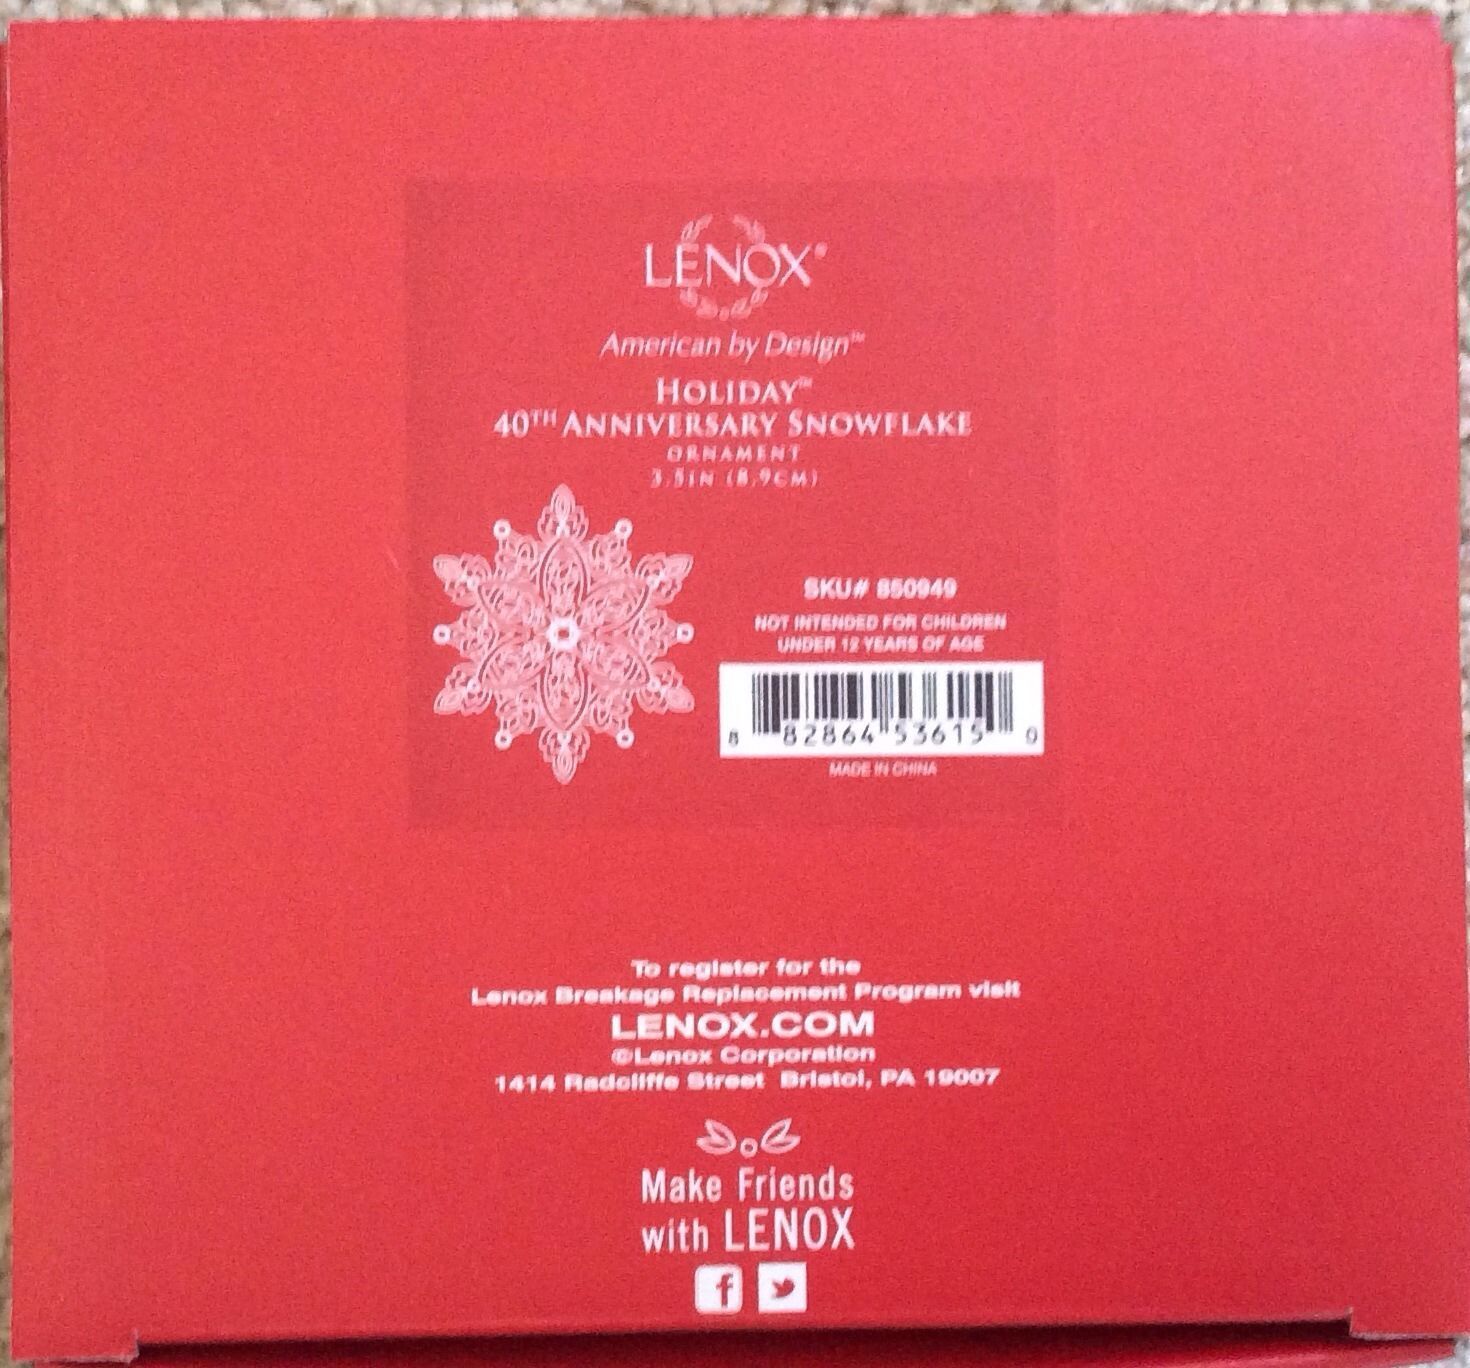 LENOX®
American by Design™
HOLIDAY™
40TH ANNIVERSARY SNOWFLAKE
ORNAMENT
3.5IN (8.9CM)
SKU# 850949
NOT INTENDED FOR CHILDREN
UNDER 12 YEARS OF AGE
8 82864 53615 0
MADE IN CHINA
To register for the
Lenox Breakage Replacement Program visit
LENOX.COM
©Lenox Corporation
1414 Radcliffe Street Bristol, PA 19007
Make Friends
with LENOX
f